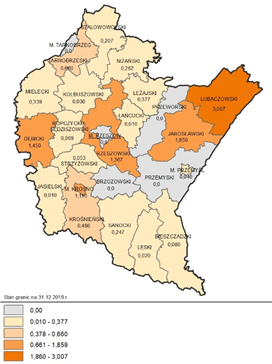 STALOWOWOLSKI
0,207
M. TARNOBRZEG
0,0
TARNOBRZESKI
0,660
NIŻAŃSKI
0,282
MIELECKI
0,339
KOLBUSZOWSKI
0,036
LEŻAJSKI
0,377
LUBACZOWSKI
3,007
PRZEWORSKI
ŁAŃCUCKI
0,010
DĘBICKI
1,450
ROPCZYCKO
SĘDZISZOWSKI
0,069
M. RZESZÓW
RZESZOWSKI
1,367
JAROSŁAWSKI
1,859
0,053
STRZYŻOWSKI
M. PRZEMYŚL
0,046
PRZEMYSKI
JASIELSKI
0,010
M. KROSNO
BRZOZOWSKI
KROŚNIEŃSKI
0,486
SANOCKI
0,247
LESKI
0,020
BIESZCZADZKI
0,080
Stan granic na 31.12.2019 r.
0,00
0,010 - 0,377
0,378 - 0,660
0,661 - 1,859
1,860 - 3,007